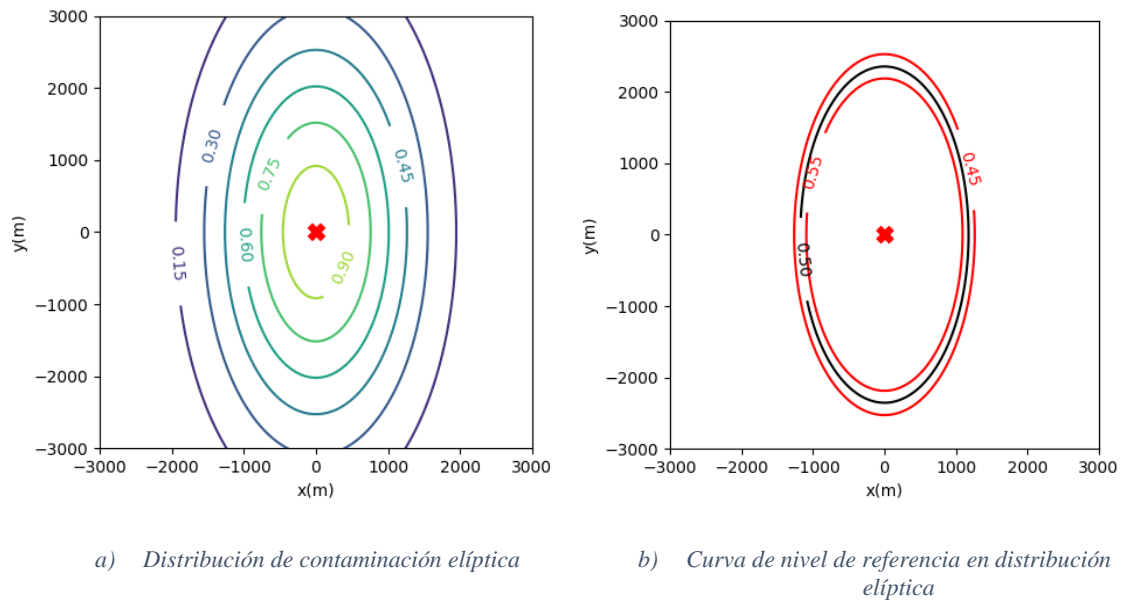 3000
2000
1000
0
−1000
−2000
−3000
y(m)
0.30
0.75
0.45
0.60
0.15
0.90
−3000 −2000 −1000 0 1000 2000 3000
x(m)
a) Distribución de contaminación elíptica
3000
2000
1000
0
−1000
−2000
−3000
y(m)
0.55
0.45
0.50
−3000 −2000 −1000 0 1000 2000 3000
x(m)
b) Curva de nivel de referencia en distribución
elíptica